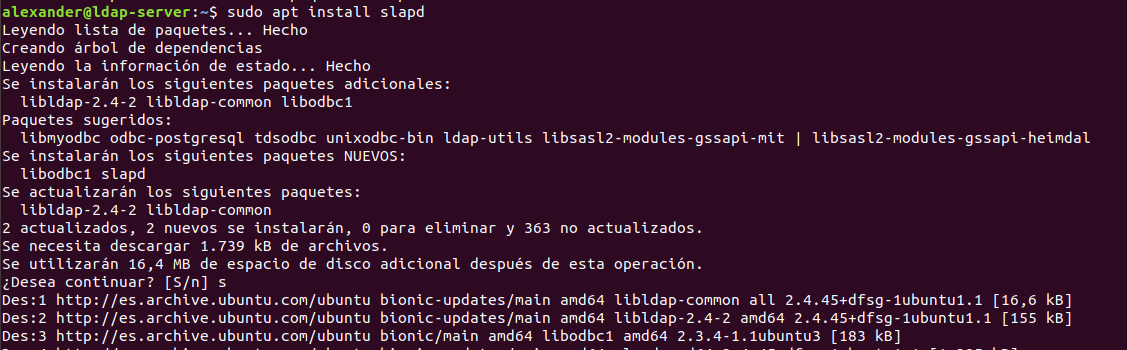 alexander@ldap-server:~$ sudo apt install slapd
Leyendo lista de paquetes... Hecho
Creando árbol de dependencias
Leyendo la información de estado... Hecho
Se instalarán los siguientes paquetes adicionales:
  libldap-2.4-2 libldap-common libodbc1
Paquetes sugeridos:
  libmyodbc odbc-postgresql tdsodbc unixodbc-bin ldap-utils libsasl2-modules-gssapi-mit | libsasl2-modules-gssapi-heimdal
Se instalarán los siguientes paquetes NUEVOS:
  libodbc1 slapd
Se actualizarán los siguientes paquetes:
  libldap-2.4-2 libldap-common
2 actualizados, 2 nuevos se instalarán, 0 para eliminar y 363 no actualizados.
Se necesita descargar 1.739 kB de archivos.
Se utilizarán 16,4 MB de espacio de disco adicional después de esta operación.
¿Desea continuar? [S/n] s
Des:1 http://es.archive.ubuntu.com/ubuntu bionic-updates/main amd64 libldap-common all 2.4.45+dfsg-1ubuntu1.1 [16,6 kB]
Des:2 http://es.archive.ubuntu.com/ubuntu bionic-updates/main amd64 libldap-2.4-2 amd64 2.4.45+dfsg-1ubuntu1.1 [155 kB]
Des:3 http://es.archive.ubuntu.com/ubuntu bionic/main amd64 libodbc1 amd64 2.3.4-1.1ubuntu3 [183 kB]